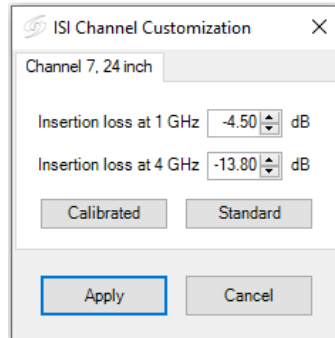 ISI Channel Customization
Channel 7, 24 inch
Insertion loss at 1 GHz -4.50 dB
Insertion loss at 4 GHz -13.80 dB
Calibrated Standard
Apply Cancel